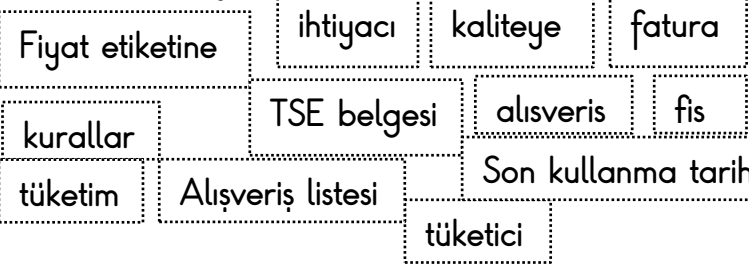 ihtiyacı
kaliteye
fatura
Fiyat etiketine
TSE belgesi
alısveris
fis
kurallar
Son kullanma tarih
tüketim
Alışveriş listesi
tüketici